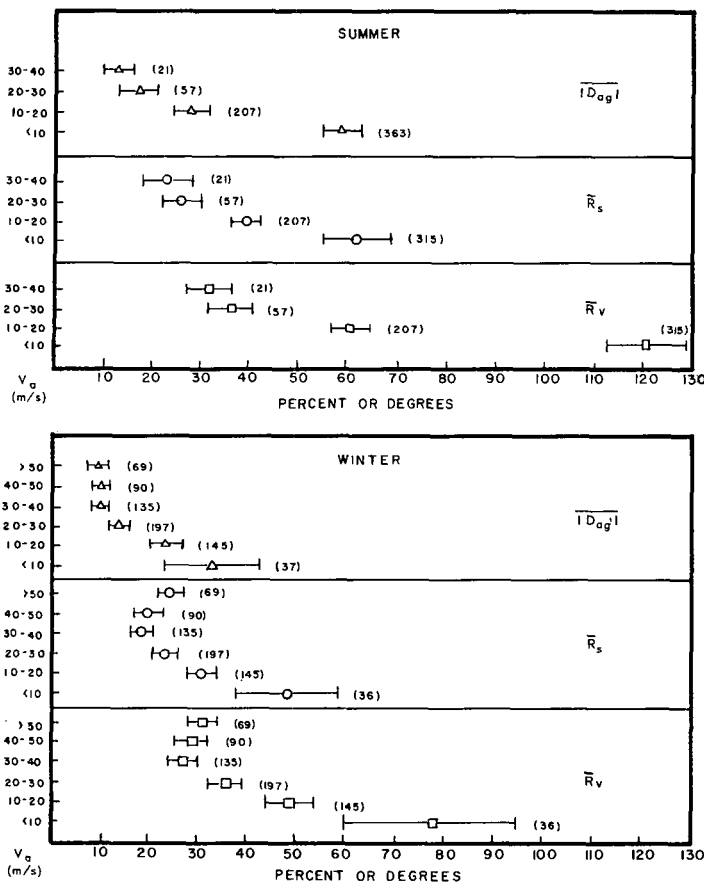 SUMMER
30-40 (21)
20-30 (57) |D̅a̅g̅|
10-20 (207)
<10 (363)
30-40 (21)
20-30 (57) R̃s
10-20 (207)
<10 (315)
30-40 (21)
20-30 (57) R̅v
10-20 (207)
<10 (315)
Va 10 20 30 40 50 60 70 80 90 100 110 120 130
(m/s) PERCENT OR DEGREES
WINTER
>50 (69)
40-50 (90)
30-40 (135)
20-30 (197) |D̅a̅g̅|
10-20 (145)
<10 (37)
>50 (69)
40-50 (90)
30-40 (135) R̅s
20-30 (197)
10-20 (145)
<10 (36)
>50 (69)
40-50 (90)
30-40 (135)
20-30 (197) R̅v
10-20 (145)
<10 (36)
Va 10 20 30 40 50 60 70 80 90 100 110 120 130
(m/s) PERCENT OR DEGREES